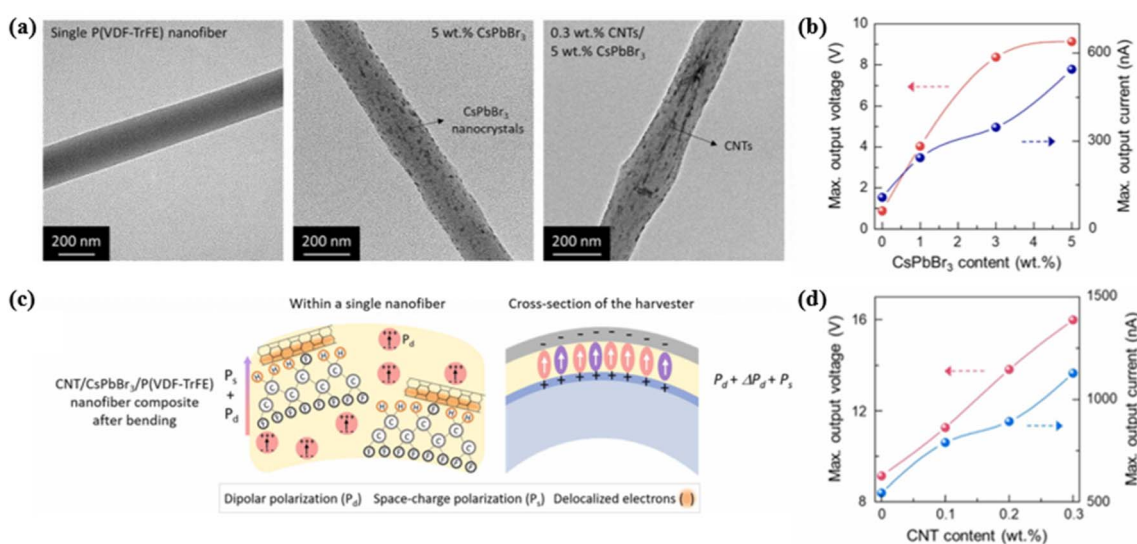 (a)
Single P(VDF-TrFE) nanofiber
200 nm
5 wt.% CsPbBr₃
CsPbBr₃
nanocrystals
200 nm
0.3 wt.% CNTs/
5 wt.% CsPbBr₃
CNTs
200 nm
(b)
Max. output voltage (V)
10
8
6
4
2
0
Max. output current (nA)
600
300
0
0 1 2 3 4 5
CsPbBr₃ content (wt.%)
(c)
Within a single nanofiber
Cross-section of the harvester
CNT/CsPbBr₃/P(VDF-TrFE)
nanofiber composite
after bending
Pₛ
+
P_d
P_d
P_d + ΔP_d + Pₛ
Dipolar polarization (P_d) Space-charge polarization (Pₛ) Delocalized electrons ( )
(d)
Max. output voltage (V)
16
12
8
Max. output current (nA)
1500
1000
500
0 0.1 0.2 0.3
CNT content (wt.%)